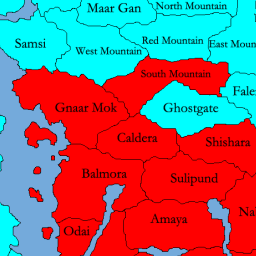 Maar Gan
North Mountain
Samsi
West Mountain
Red Mountain
East Mount
South Mountain
Gnaar Mok
Ghostgate
Fale
Caldera
Shishara
Balmora
Sulipund
Odai
Amaya
Na